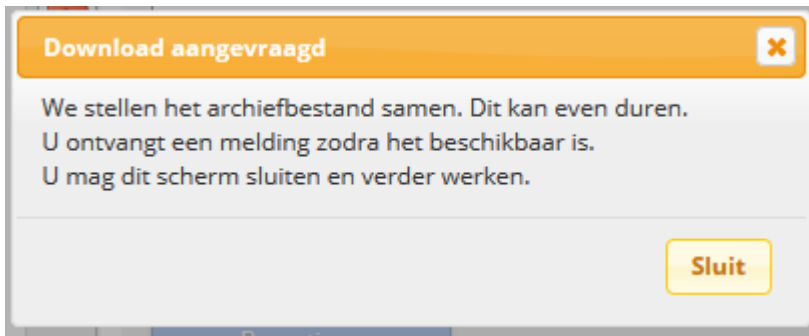 Download aangevraagd
We stellen het archiefbestand samen. Dit kan even duren.
U ontvangt een melding zodra het beschikbaar is.
U mag dit scherm sluiten en verder werken.
Sluit